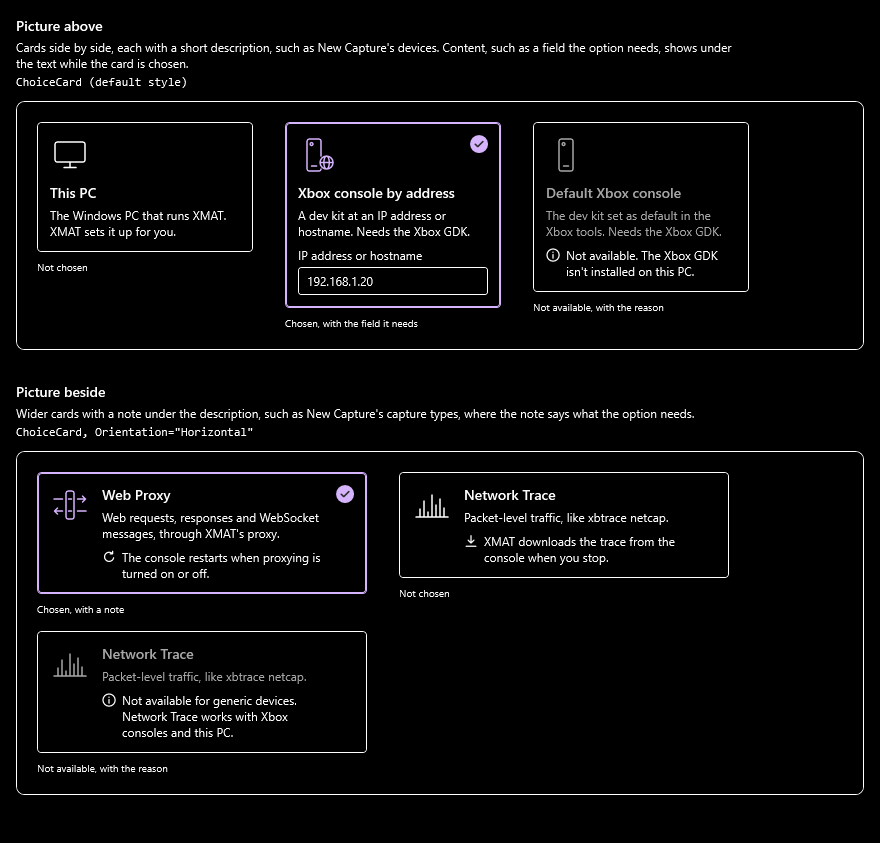 Picture above
Cards side by side, each with a short description, such as New Capture's devices. Content, such as a field the option needs, shows under
the text while the card is chosen.
ChoiceCard (default style)
This PC
The Windows PC that runs XMAT.
XMAT sets it up for you.
Not chosen
Xbox console by address
A dev kit at an IP address or
hostname. Needs the Xbox GDK.
IP address or hostname
192.168.1.20
Chosen, with the field it needs
Default Xbox console
The dev kit set as default in the
Xbox tools. Needs the Xbox GDK.
Not available. The Xbox GDK
isn't installed on this PC.
Not available, with the reason
Picture beside
Wider cards with a note under the description, such as New Capture's capture types, where the note says what the option needs.
ChoiceCard, Orientation="Horizontal"
Web Proxy
Web requests, responses and WebSocket
messages, through XMAT's proxy.
The console restarts when proxying is
turned on or off.
Chosen, with a note
Network Trace
Packet-level traffic, like xbtrace netcap.
XMAT downloads the trace from the
console when you stop.
Not chosen
Network Trace
Packet-level traffic, like xbtrace netcap.
Not available for generic devices.
Network Trace works with Xbox
consoles and this PC.
Not available, with the reason